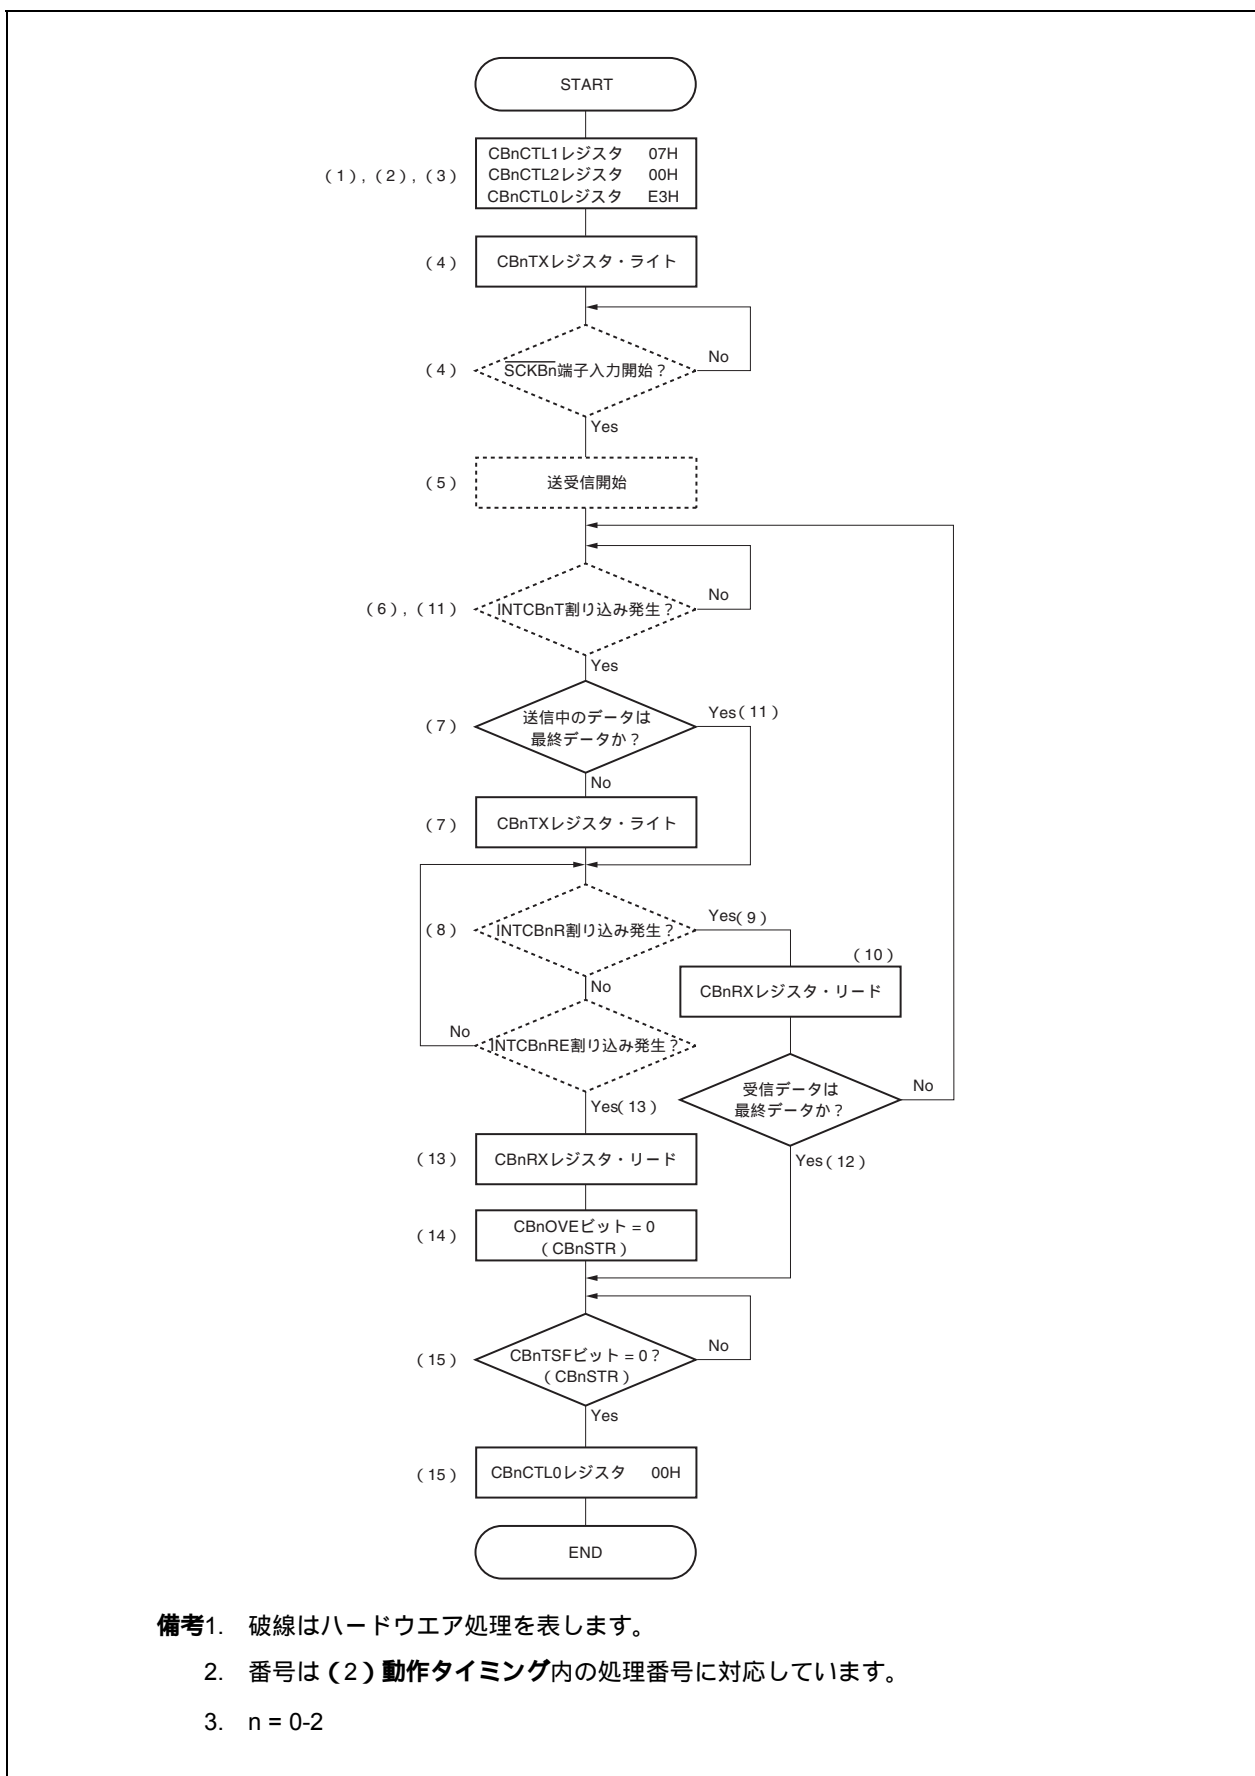 START
(1),(2),(3)
CBnCTL1レジスタ 07H
CBnCTL2レジスタ 00H
CBnCTL0レジスタ E3H
(4)
CBnTXレジスタ・ライト
(4)
SCKBn端子入力開始？
No
Yes
(5)
送受信開始
(6),(11)
INTCBnT割り込み発生？
No
Yes
(7)
送信中のデータは
最終データか？
Yes(11)
No
(7)
CBnTXレジスタ・ライト
(8)
INTCBnR割り込み発生？
Yes(9)
No
(10)
CBnRXレジスタ・リード
No
INTCBnRE割り込み発生？
Yes(13)
受信データは
最終データか？
No
Yes(12)
(13)
CBnRXレジスタ・リード
(14)
CBnOVEビット = 0
(CBnSTR)
(15)
CBnTSFビット = 0？
(CBnSTR)
No
Yes
(15)
CBnCTL0レジスタ 00H
END
備考1. 破線はハードウエア処理を表します。
2. 番号は(2)動作タイミング内の処理番号に対応しています。
3. n = 0-2